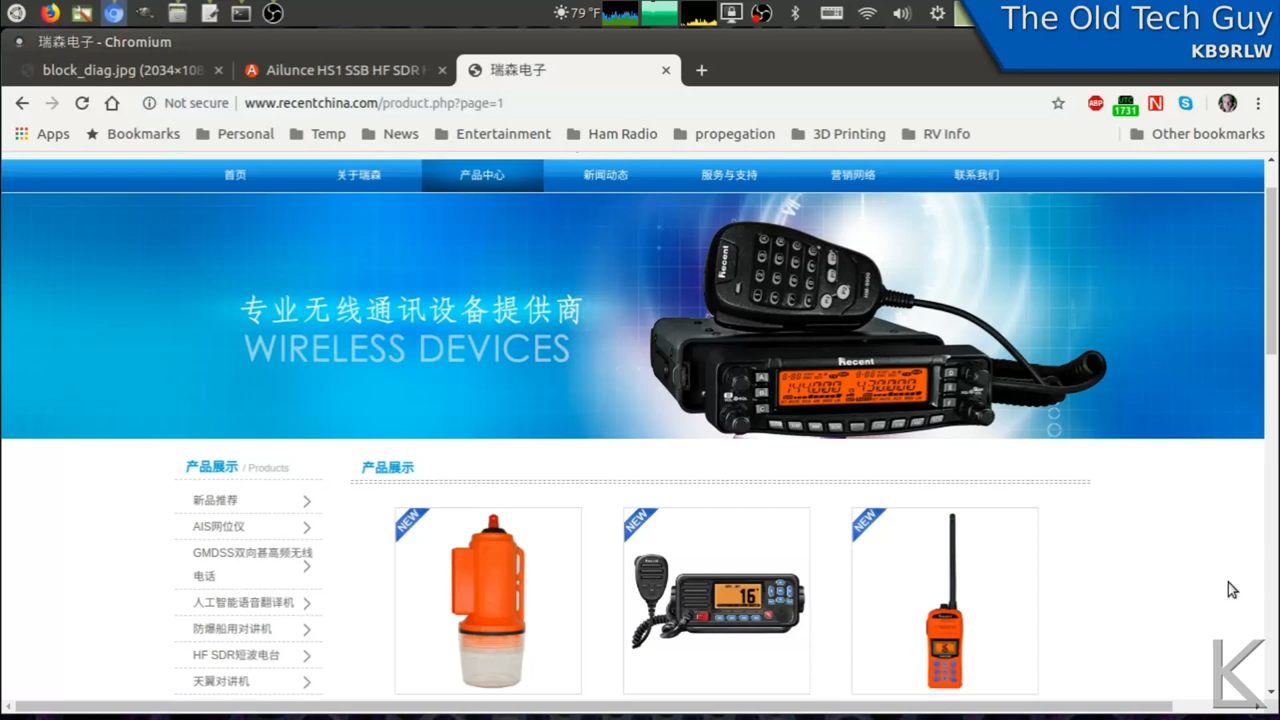 79 °F
The Old Tech Guy
KB9RLW
瑞森电子 - Chromium
block_diag.jpg (2034×108
Ailunce HS1 SSB HF SDR H
瑞森电子
Not secure
www.recentchina.com/product.php?page=1
ABP
UTC
1731
N
Apps
Bookmarks
Personal
Temp
News
Entertainment
Ham Radio
propegation
3D Printing
RV Info
Other bookmarks
首页
关于瑞森
产品中心
新闻动态
服务与支持
营销网络
联系我们
专业无线通讯设备提供商
WIRELESS DEVICES
Recent
Recent
144.000 430.000
产品展示 / Products
产品展示
新品推荐
AIS网位仪
GMDSS双向甚高频无线
电话
人工智能语音翻译机
防爆船用对讲机
HF SDR短波电台
天翼对讲机
NEW
NEW
NEW
16
K